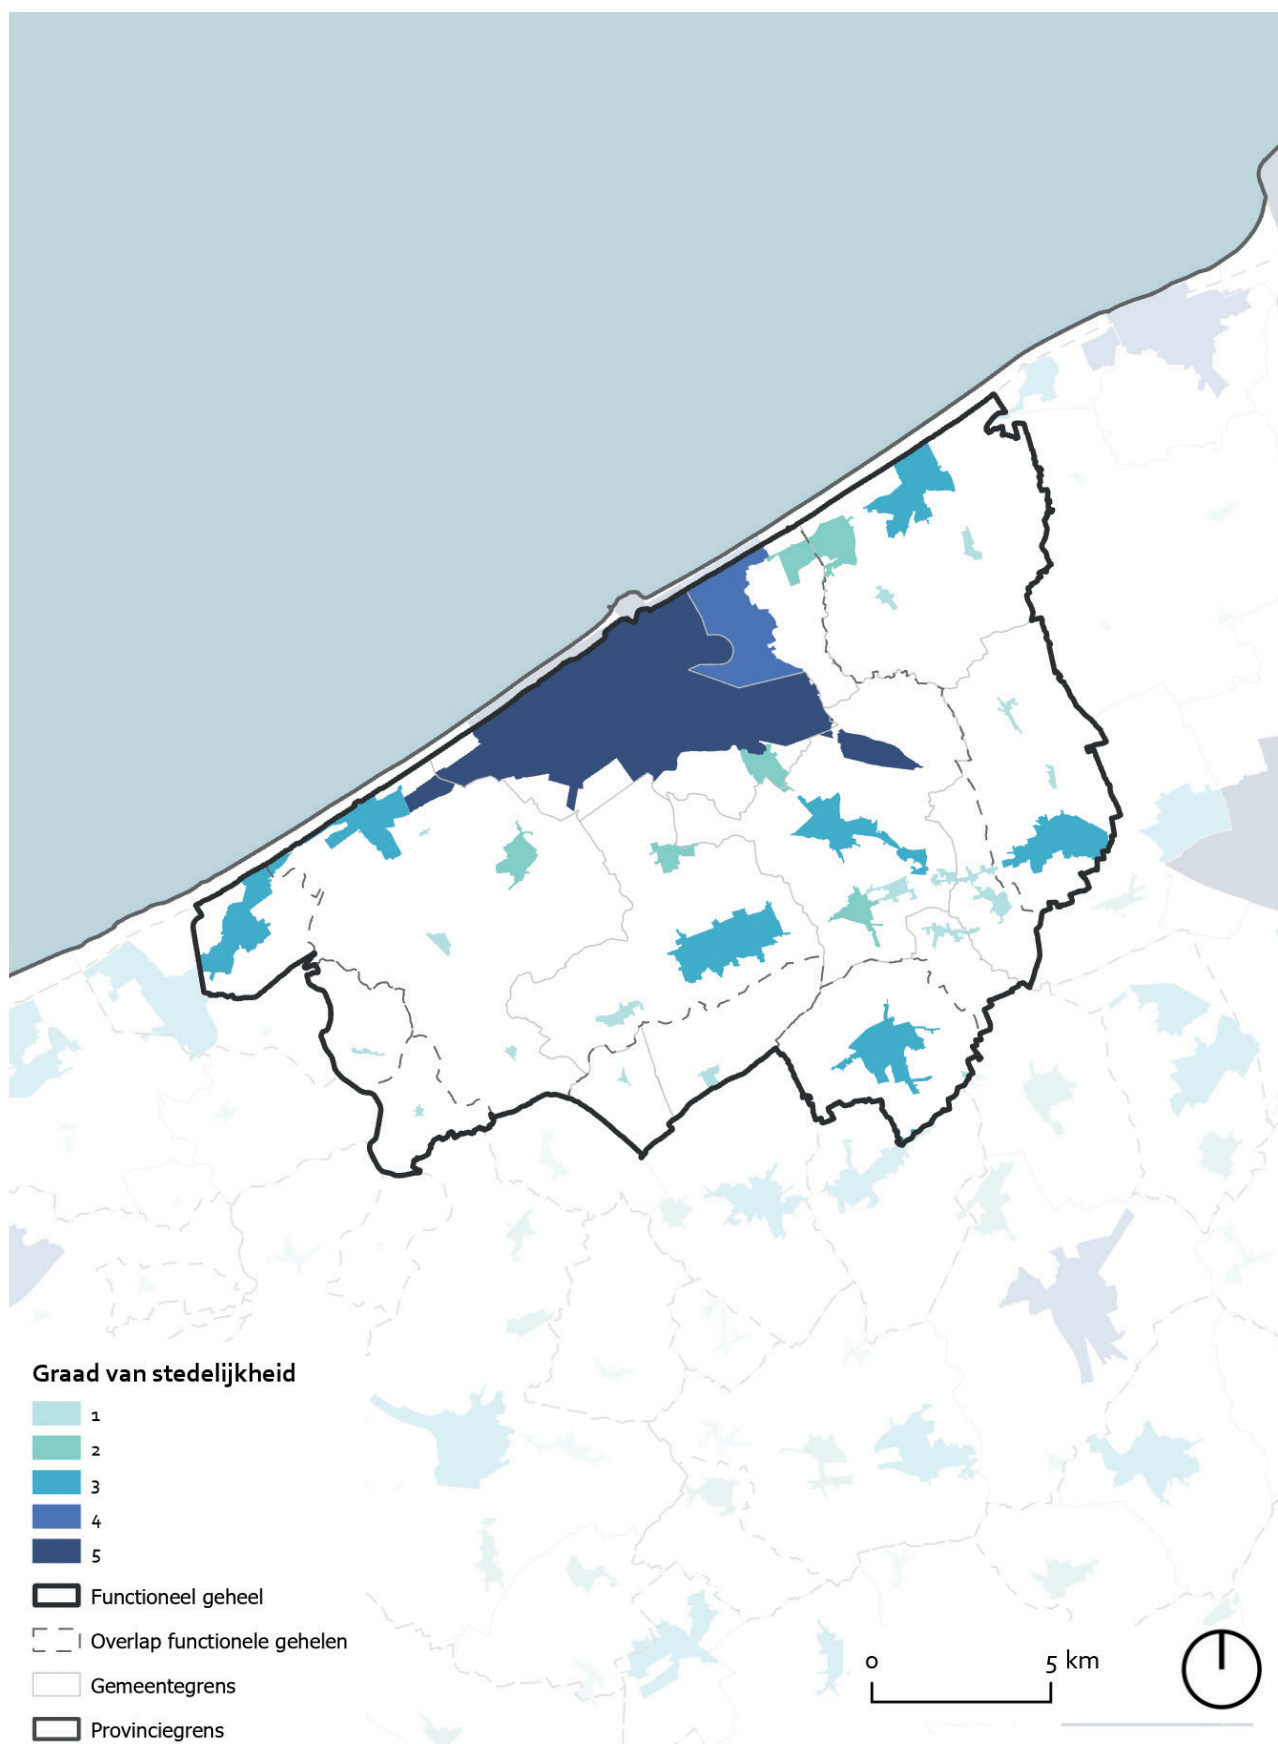 Graad van stedelijkheid
1
2
3
4
5
Functioneel geheel
Overlap functionele gehelen
Gemeentegrens
Provinciegrens
0 5 km